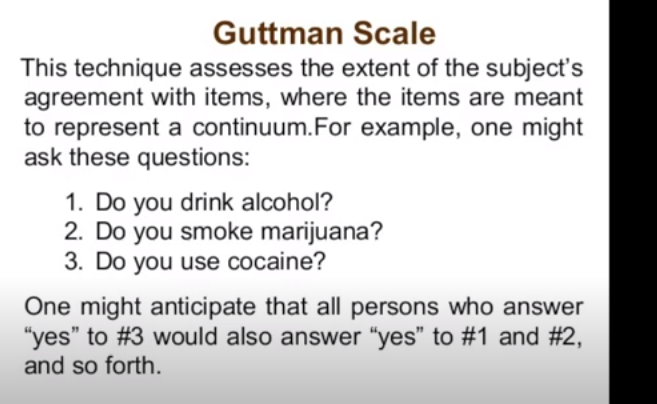 Guttman Scale
This technique assesses the extent of the subject's
agreement with items, where the items are meant
to represent a continuum.For example, one might
ask these questions:
1. Do you drink alcohol?
2. Do you smoke marijuana?
3. Do you use cocaine?
One might anticipate that all persons who answer
“yes” to #3 would also answer “yes” to #1 and #2,
and so forth.